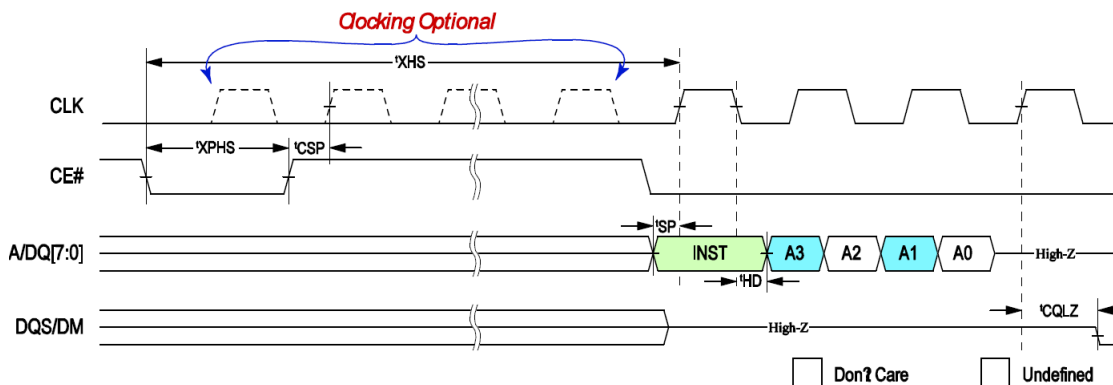 Clocking Optional
tXHS
CLK
tXPHS
tCSP
CE#
tSP
A/DQ[7:0]
INST
A3
A2
A1
A0
High-Z
tHD
tCQLZ
DQS/DM
High-Z
Don't Care
Undefined